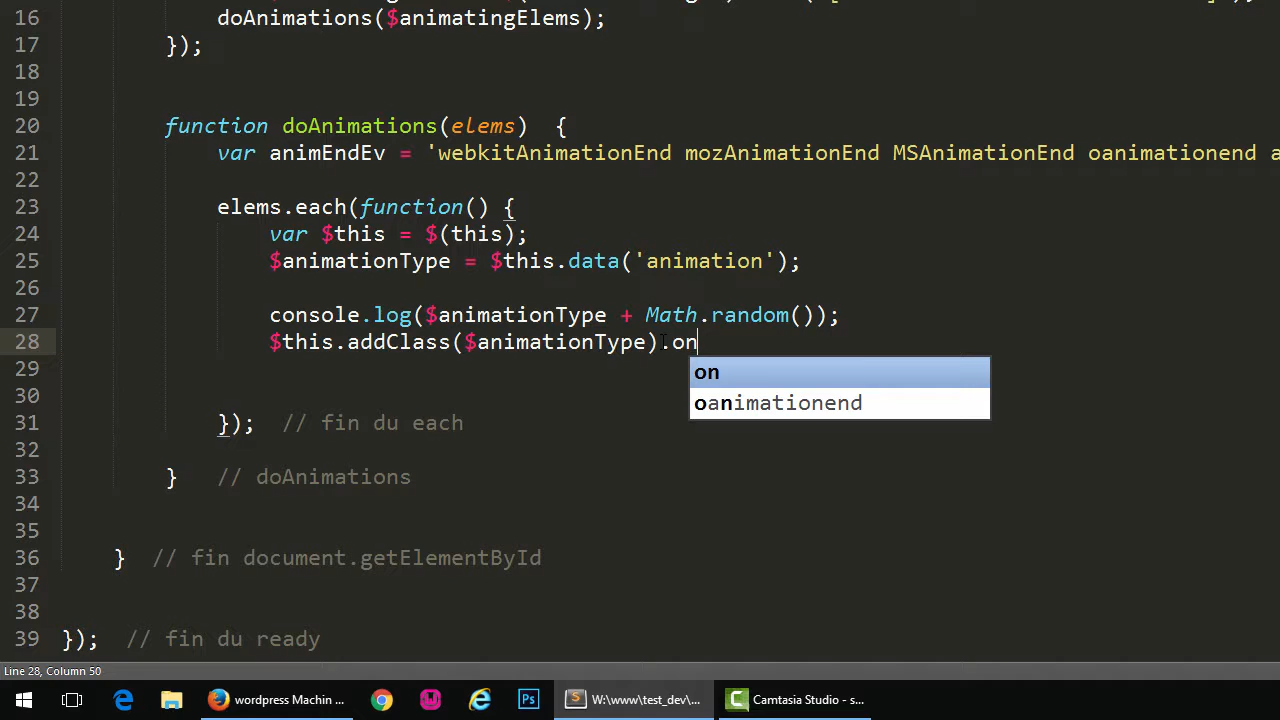 16 doAnimations($animatingElems);
17 });
18
19
20 function doAnimations(elems)  {
21 var animEndEv = 'webkitAnimationEnd mozAnimationEnd MSAnimationEnd oanimationend a
22
23 elems.each(function() {
24 var $this = $(this);
25 $animationType = $this.data('animation');
26
27 console.log($animationType + Math.random());
28 $this.addClass($animationType).on
on
29
oanimationend
30
31 });  // fin du each
32
33 }   // doAnimations
34
35
36 }  // fin document.getElementById
37
38
39 });  // fin du ready
Line 28, Column 50
wordpress Machin ... Ps W:\www\test_dev\... Camtasia Studio - s...